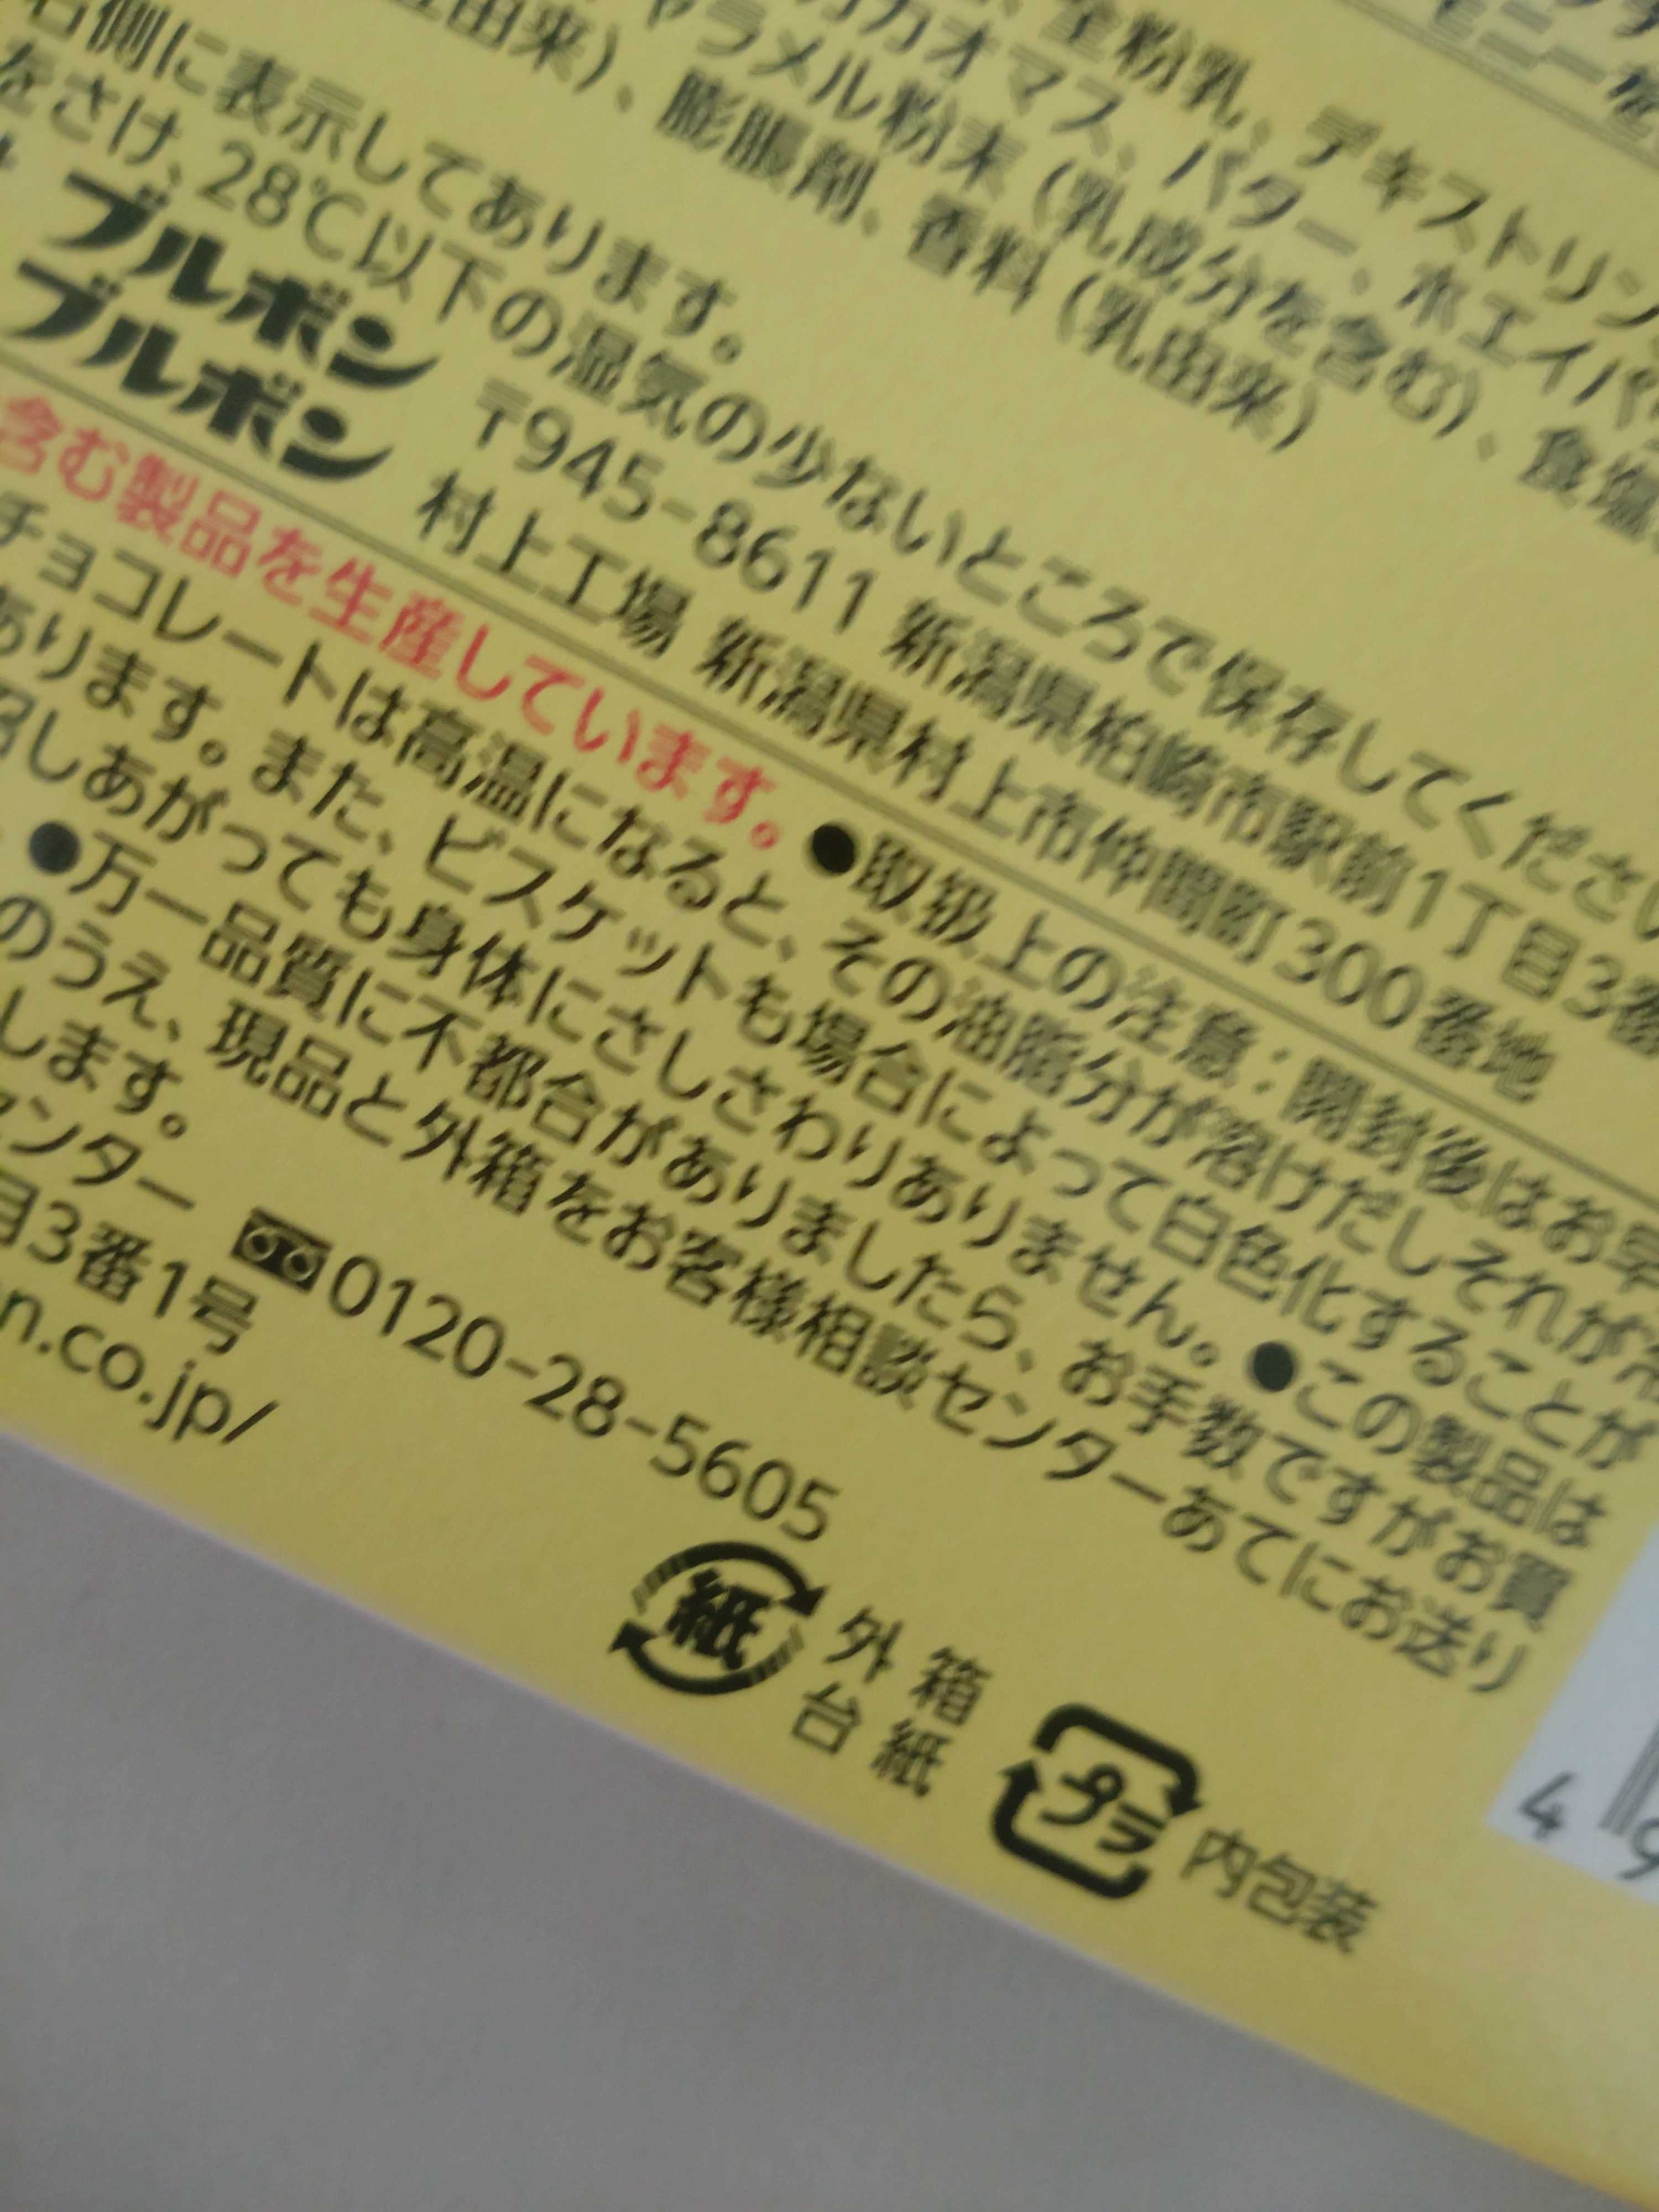 全粉乳、デキストリン
カカオマス、バター、ホエイパ
ャラメル粉末（乳成分を含む）、食塩
由来）、膨脹剤、香料（乳由来）
右側に表示してあります。
をさけ、28℃以下の湿気の少ないところで保存してくださ
ブルボン 〒945-8611 新潟県柏崎市駅前1丁目3番
ブルボン 村上工場 新潟県村上市仲間町300番地
含む製品を生産しています。 ●取扱上の注意：開封後はお早
チョコレートは高温になると、その油脂分が溶けだしそれが冷
あります。また、ビスケットも場合によって白色化することが
召しあがっても身体にさしさわりありません。 ●この製品は
●万一品質に不都合がありましたら、お手数ですがお買
のうえ、現品と外箱をお客様相談センターあてにお送り
します。
センター 0120-28-5605
目3番1号
n.co.jp/
紙 外箱
台紙
プラ 内包装
4 9